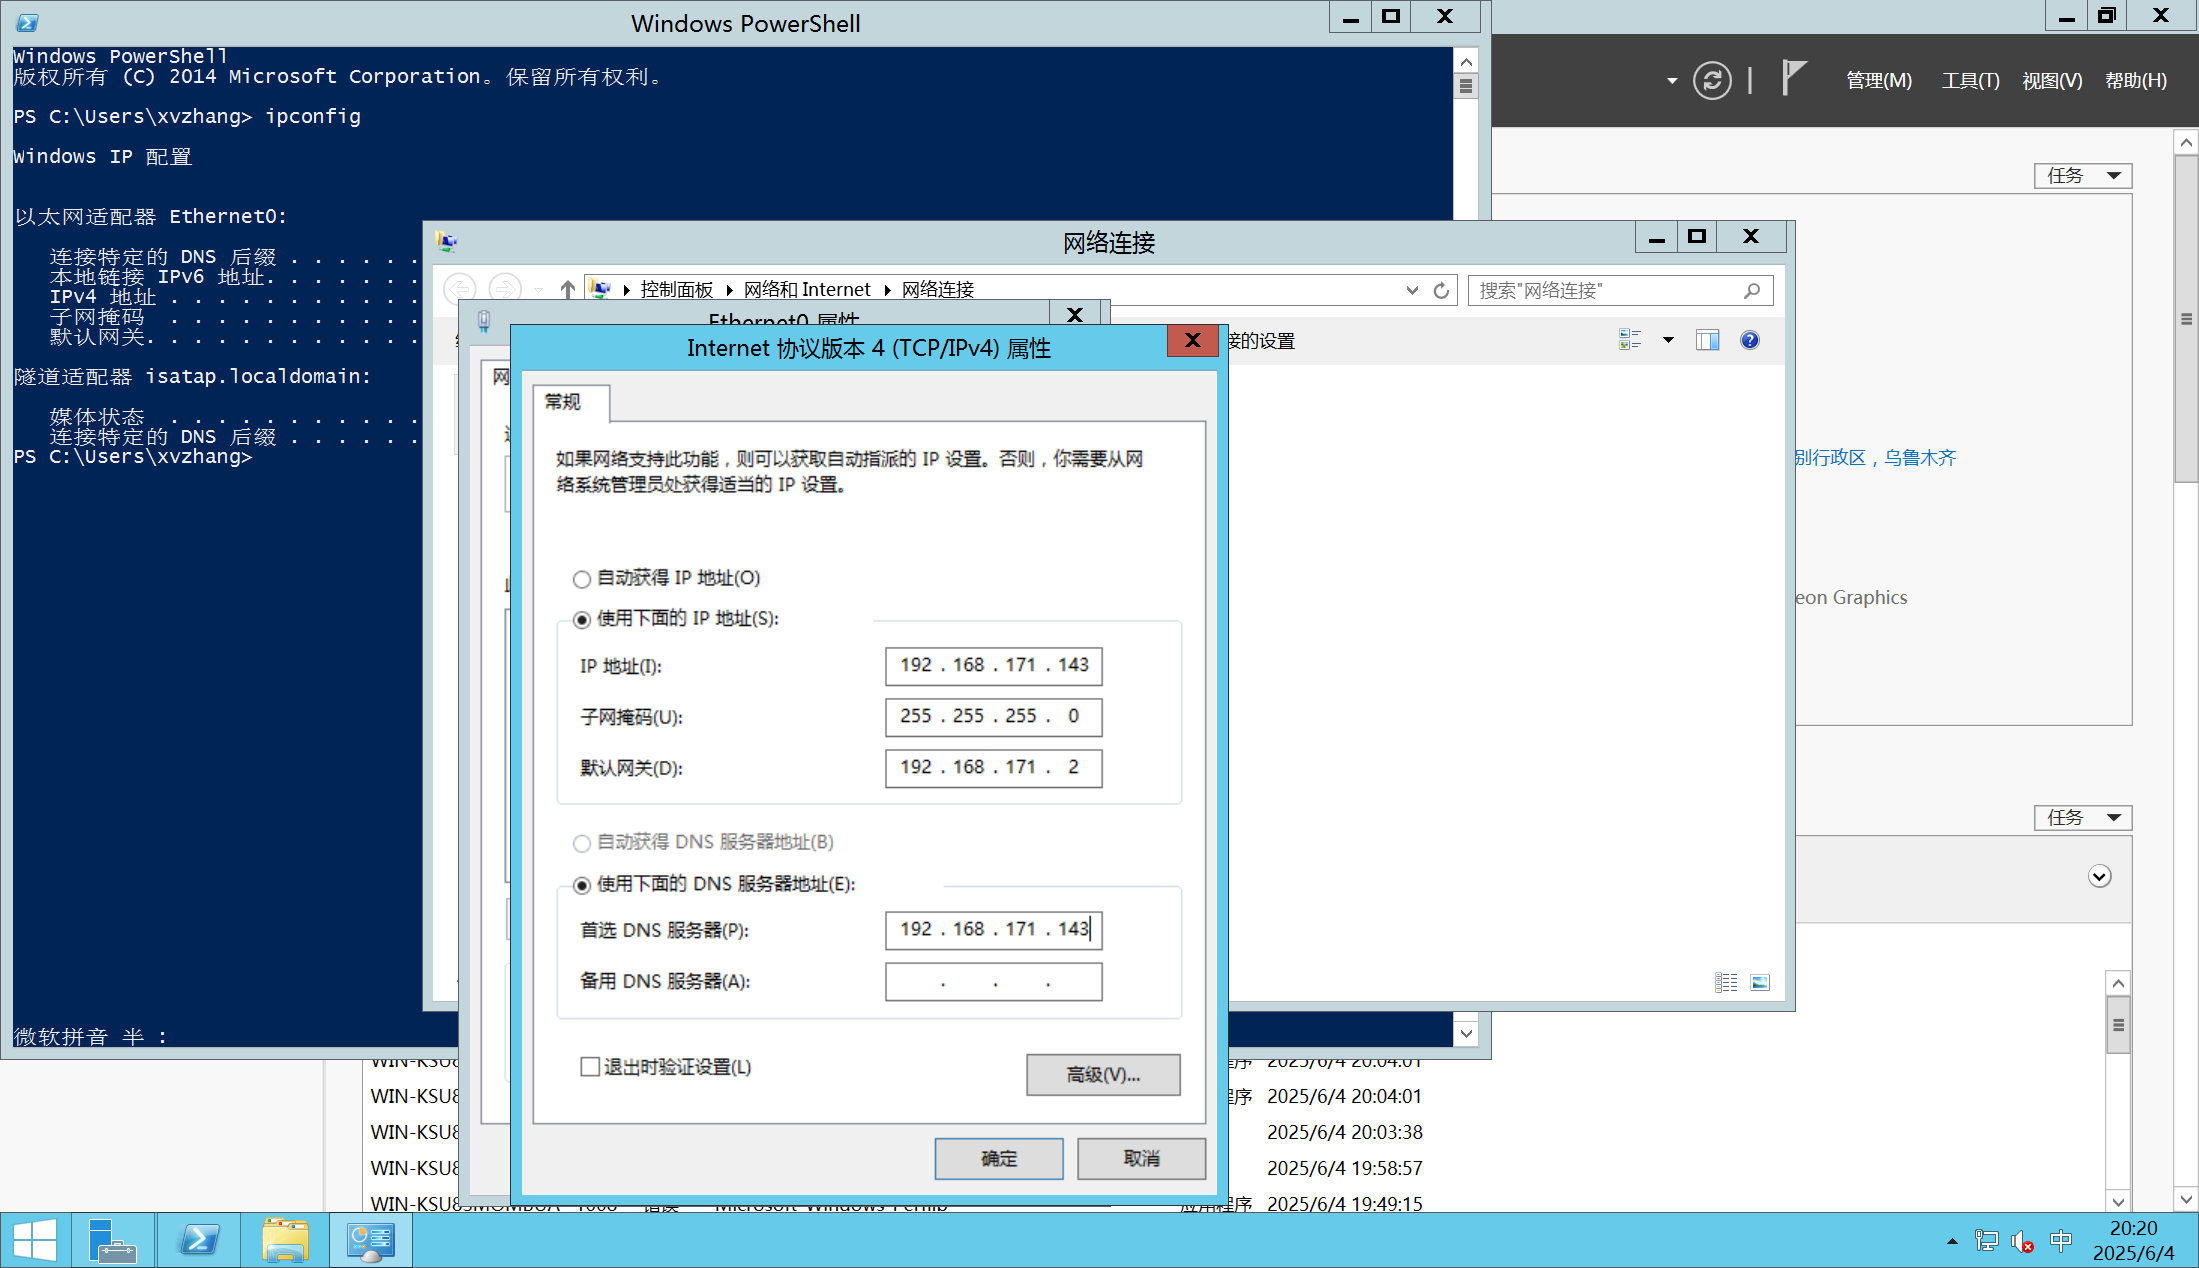 Windows PowerShell
Windows PowerShell
版权所有 (C) 2014 Microsoft Corporation。保留所有权利。
PS C:\Users\xvzhang> ipconfig
Windows IP 配置
以太网适配器 Ethernet0:
连接特定的 DNS 后缀 . . . . . .
本地链接 IPv6 地址. . . . . . .
IPv4 地址 . . . . . . . . . . .
子网掩码 . . . . . . . . . . .
默认网关. . . . . . . . . . . .
隧道适配器 isatap.localdomain:
媒体状态 . . . . . . . . . . .
连接特定的 DNS 后缀 . . . . . .
PS C:\Users\xvzhang>
微软拼音 半 :
管理(M) 工具(T) 视图(V) 帮助(H)
任务
网络连接
控制面板 网络和 Internet 网络连接
搜索"网络连接"
接的设置
Ethernet0 属性
网
Internet 协议版本 4 (TCP/IPv4) 属性
常规
如果网络支持此功能，则可以获取自动指派的 IP 设置。否则，你需要从网
络系统管理员处获得适当的 IP 设置。
自动获得 IP 地址(O)
使用下面的 IP 地址(S):
IP 地址(I): 192 . 168 . 171 . 143
子网掩码(U): 255 . 255 . 255 . 0
默认网关(D): 192 . 168 . 171 . 2
自动获得 DNS 服务器地址(B)
使用下面的 DNS 服务器地址(E):
首选 DNS 服务器(P): 192 . 168 . 171 . 143
备用 DNS 服务器(A): . . .
退出时验证设置(L)
高级(V)...
确定 取消
别行政区，乌鲁木齐
eon Graphics
任务
WIN-KSU8 程序 2025/6/4 20:04:01
WIN-KSU8 程序 2025/6/4 20:04:01
WIN-KSU8 2025/6/4 20:03:38
WIN-KSU8 2025/6/4 19:58:57
WIN-KSU8 1008 错误 Microsoft-Windows-Perflib 应用程序 2025/6/4 19:49:15
中
20:20
2025/6/4